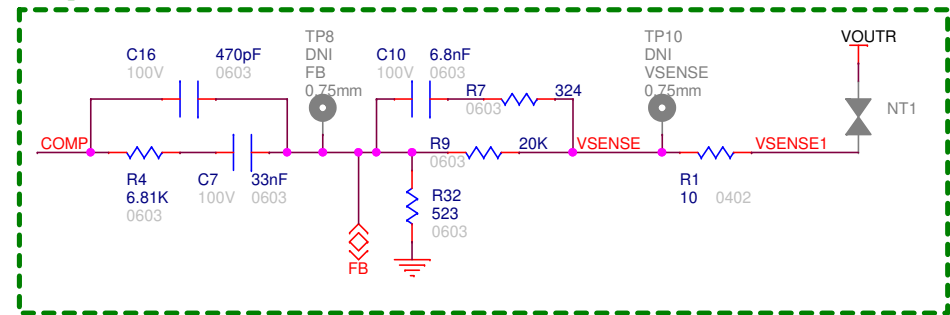 TP8
DNI
FB
0.75mm
TP10
DNI
VSENSE
0.75mm
VOUTR
C16 470pF
100V 0603
C10 6.8nF
100V 0603
R7 324
0603
NT1
COMP
R9 20K
0603
VSENSE
VSENSE1
R4
6.81K
0603
C7 33nF
100V 0603
R32
523
0603
R1
10 0402
FB